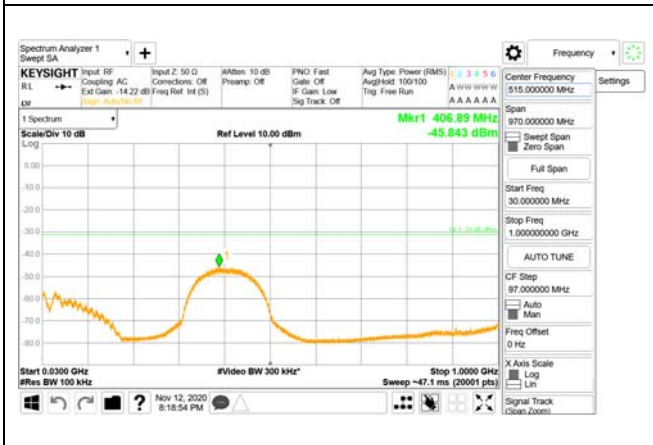 Spectrum Analyzer 1
Swept SA
Frequency
KEYSIGHT
RL
Input: RF
Coupling: AC
Ext Gain: -14.22 dB
Align: Auto/No RF
Input Z: 50 Ω
Corrections: Off
Freq Ref: Int (S)
#Atten: 10 dB
Preamp: Off
PNO: Fast
Gate: Off
IF Gain: Low
Sig Track: Off
Avg Type: Power (RMS)
Avg|Hold: 100/100
Trig: Free Run
1 2 3 4 5 6
A W W W W W
A A A A A A
1 Spectrum
Scale/Div 10 dB
Log
Ref Level 10.00 dBm
Mkr1 406.89 MHz
-45.843 dBm
0.00
-10.0
-20.0
-30.0
-40.0
-50.0
-60.0
-70.0
-80.0
1
Start 0.0300 GHz
#Res BW 100 kHz
#Video BW 300 kHz*
Stop 1.0000 GHz
Sweep ~47.1 ms (20001 pts)
Nov 12, 2020
8:18:54 PM
Center Frequency
515.000000 MHz
Settings
Span
970.000000 MHz
Swept Span
Zero Span
Full Span
Start Freq
30.000000 MHz
Stop Freq
1.000000000 GHz
AUTO TUNE
CF Step
97.000000 MHz
Auto
Man
Freq Offset
0 Hz
X Axis Scale
Log
Lin
Signal Track
(Span Zoom)